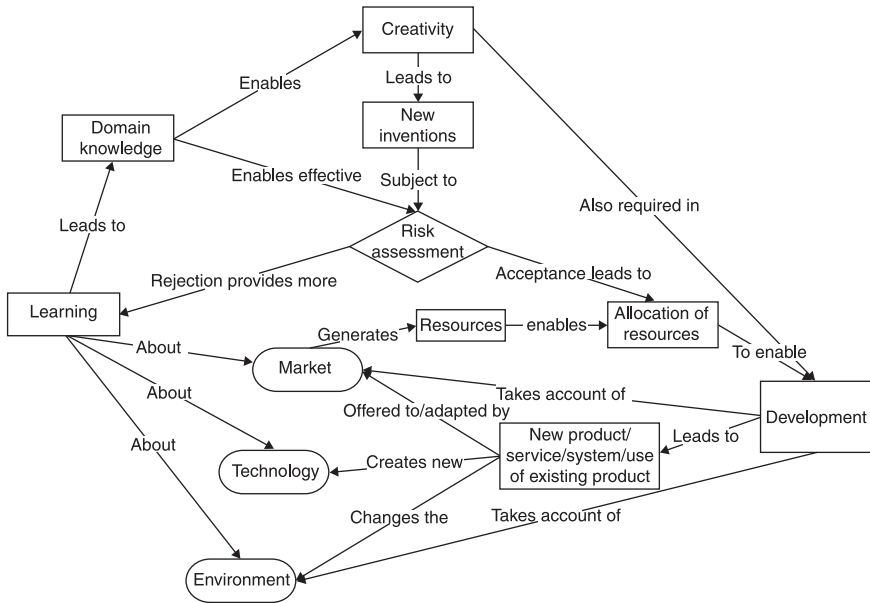 Creativity
Enables
Leads to
New
inventions
Domain
knowledge
Enables effective
Subject to
Also required in
Leads to
Risk
assessment
Rejection provides more
Acceptance leads to
Learning
About
Generates
Resources
enables
Allocation of
resources
Market
To enable
About
Takes account of
Offered to/adapted by
Development
About
New product/
service/system/use
of existing product
Leads to
Technology
Creates new
Changes the
Takes account of
Environment